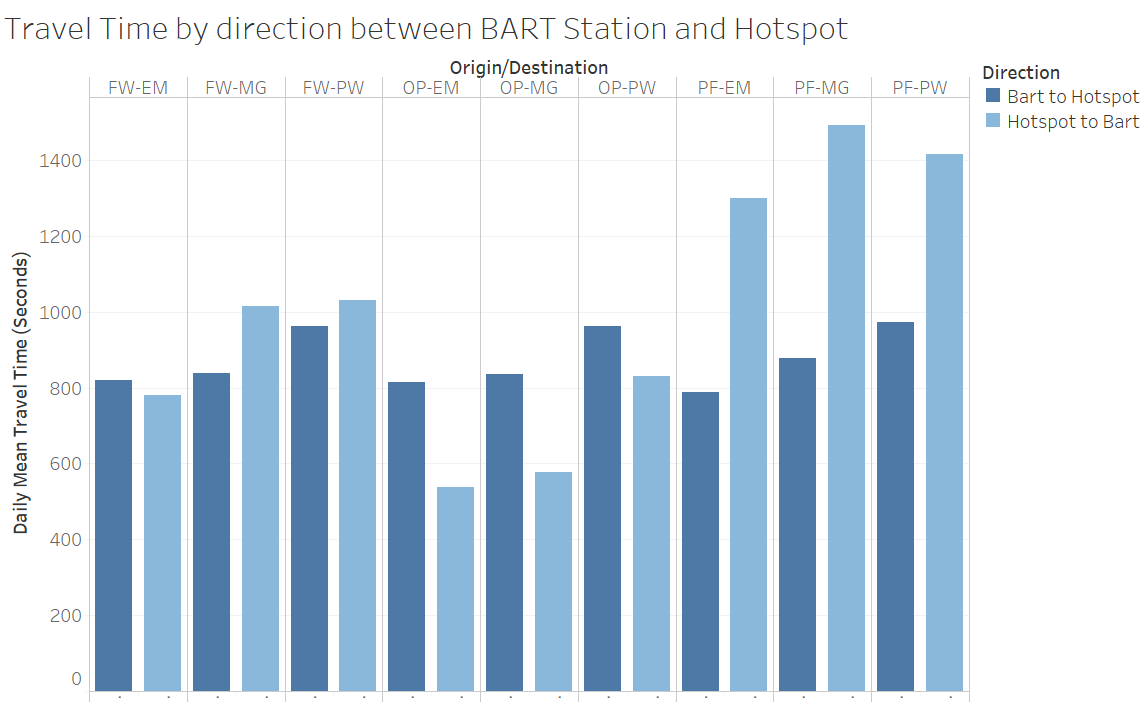 Travel Time by direction between BART Station and Hotspot
Origin/Destination
FW-EM FW-MG FW-PW OP-EM OP-MG OP-PW PF-EM PF-MG PF-PW
Direction
Bart to Hotspot
Hotspot to Bart
Daily Mean Travel Time (Seconds)
1400
1200
1000
800
600
400
200
0